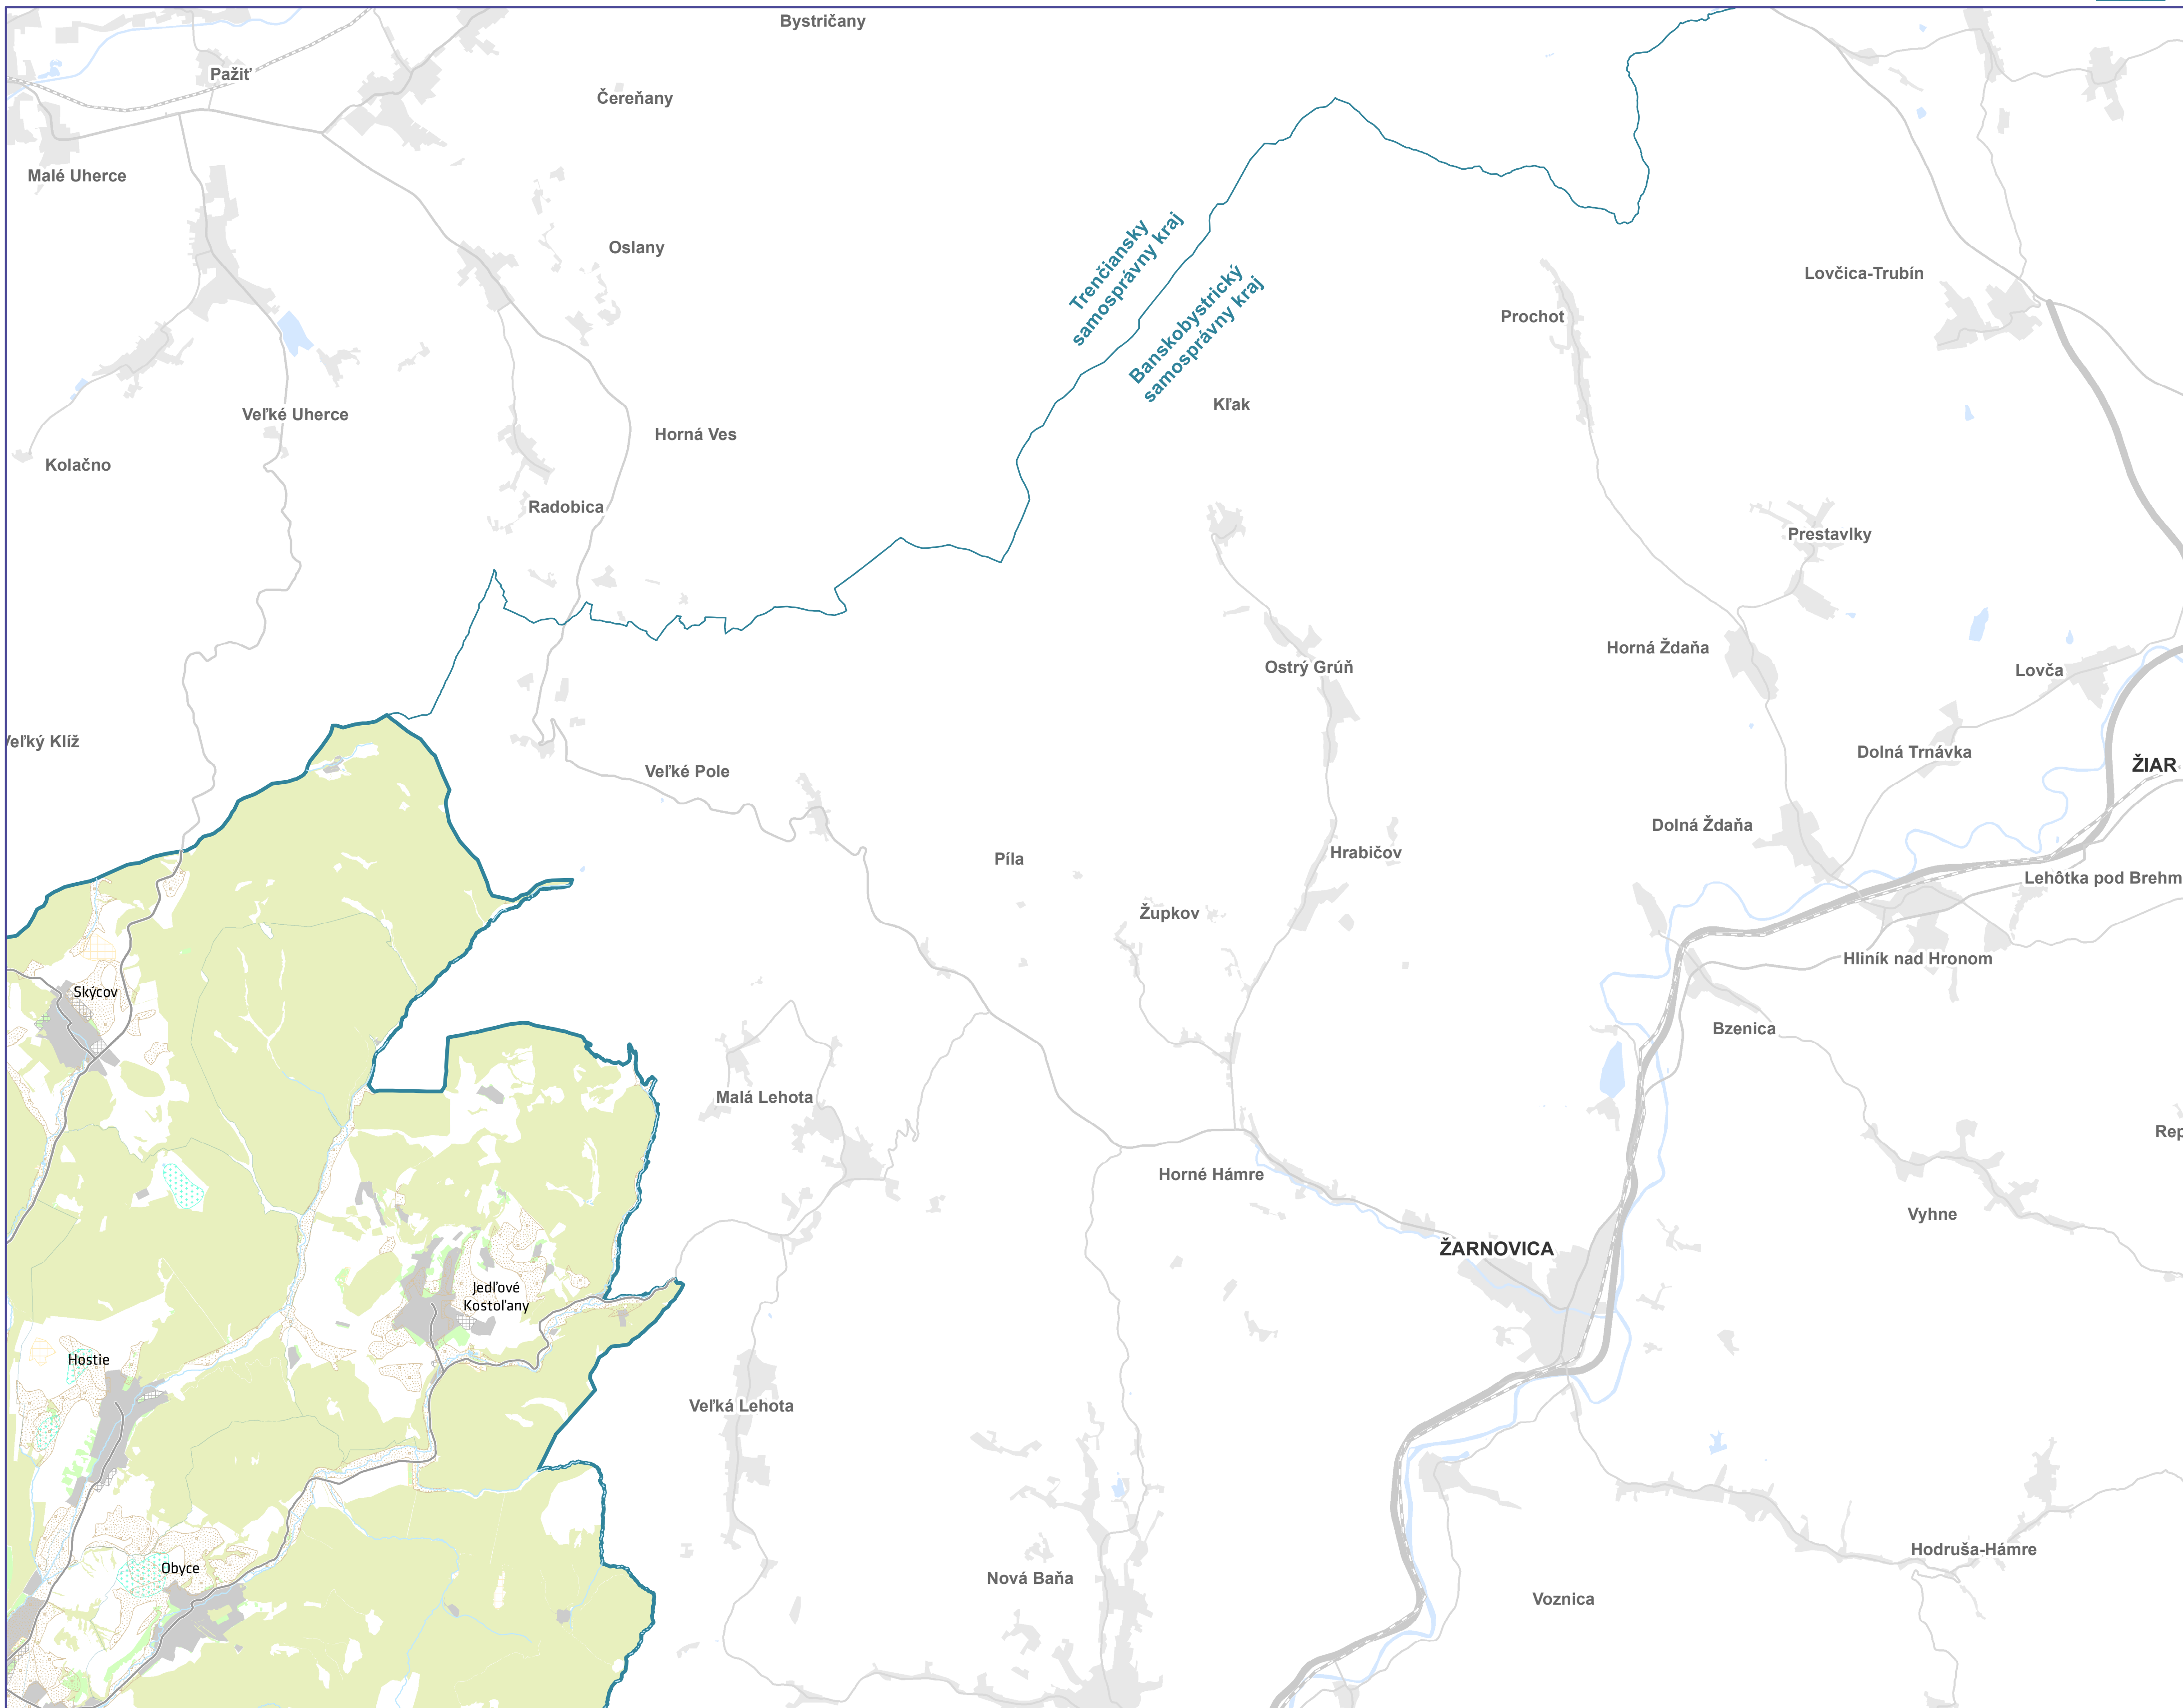 Bystričany
Pažiť
Čereňany
Malé Uherce
Oslany
Trenčiansky
samosprávny kraj
Banskobystrický
samosprávny kraj
Lovčica-Trubín
Prochot
Kľak
Veľké Uherce
Horná Ves
Kolačno
Radobica
Prestavlky
Horná Ždaňa
Ostrý Grúň
Lovča
Veľký Klíž
Dolná Trnávka
ŽIAR
Veľké Pole
Dolná Ždaňa
Hrabičov
Píla
Lehôtka pod Brehm
Župkov
Hliník nad Hronom
Skýcov
Bzenica
Malá Lehota
Rep
Horné Hámre
Vyhne
ŽARNOVICA
Jedľové
Kostoľany
Hostie
Veľká Lehota
Hodruša-Hámre
Obyce
Nová Baňa
Voznica